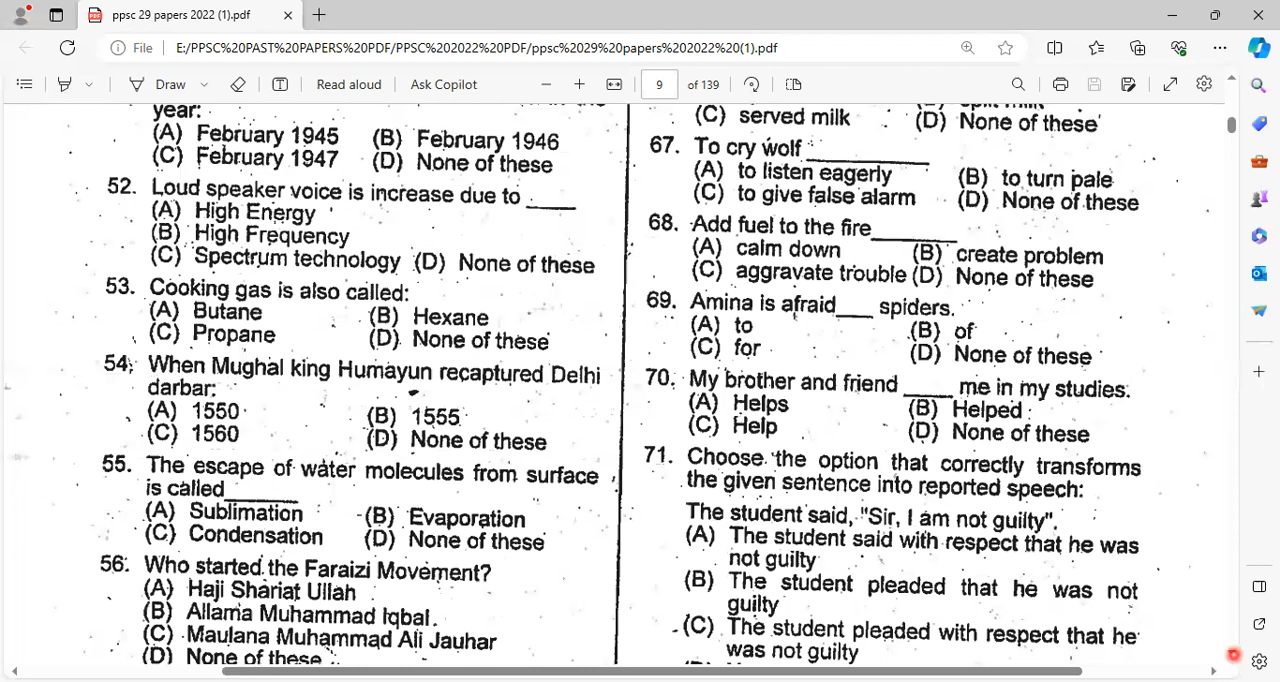 ppsc 29 papers 2022 (1).pdf
File
E:/PPSC%20PAST%20PAPERS%20PDF/PPSC%202022%20PDF/ppsc%2029%20papers%202022%20(1).pdf
Draw
Read aloud
Ask Copilot
9 of 139
year:
(A) February 1945 (B) February 1946
(C) February 1947 (D) None of these
52. Loud speaker voice is increase due to ____
(A) High Energy
(B) High Frequency
(C) Spectrum technology (D) None of these
53. Cooking gas is also called:
(A) Butane (B) Hexane
(C) Propane (D) None of these
54. When Mughal king Humayun recaptured Delhi
darbar:
(A) 1550 (B) 1555
(C) 1560 (D) None of these
55. The escape of water molecules from surface
is called______
(A) Sublimation (B) Evaporation
(C) Condensation (D) None of these
56. Who started the Faraizi Movement?
(A) Haji Shariat Ullah
(B) Allama Muhammad Iqbal
(C) Maulana Muhammad Ali Jauhar
(D) None of these
(C) served milk (D) None of these
67. To cry wolf __________
(A) to listen eagerly (B) to turn pale
(C) to give false alarm (D) None of these
68. Add fuel to the fire_______
(A) calm down (B) create problem
(C) aggravate trouble (D) None of these
69. Amina is afraid___ spiders.
(A) to (B) of
(C) for (D) None of these
70. My brother and friend ____ me in my studies.
(A) Helps (B) Helped
(C) Help (D) None of these
71. Choose the option that correctly transforms
the given sentence into reported speech:
The student said, "Sir, I am not guilty".
(A) The student said with respect that he was
not guilty
(B) The student pleaded that he was not
guilty
(C) The student pleaded with respect that he
was not guilty